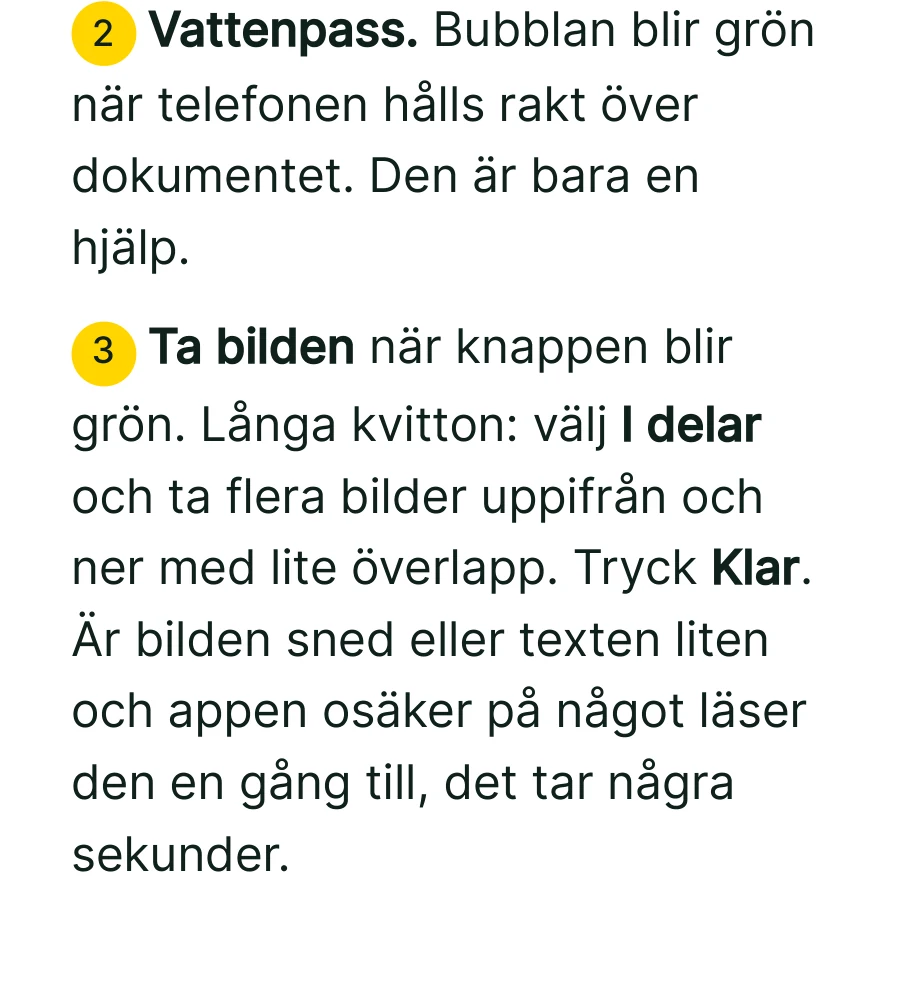 2 Vattenpass. Bubblan blir grön
när telefonen hålls rakt över
dokumentet. Den är bara en
hjälp.
3 Ta bilden när knappen blir
grön. Långa kvitton: välj I delar
och ta flera bilder uppifrån och
ner med lite överlapp. Tryck Klar.
Är bilden sned eller texten liten
och appen osäker på något läser
den en gång till, det tar några
sekunder.